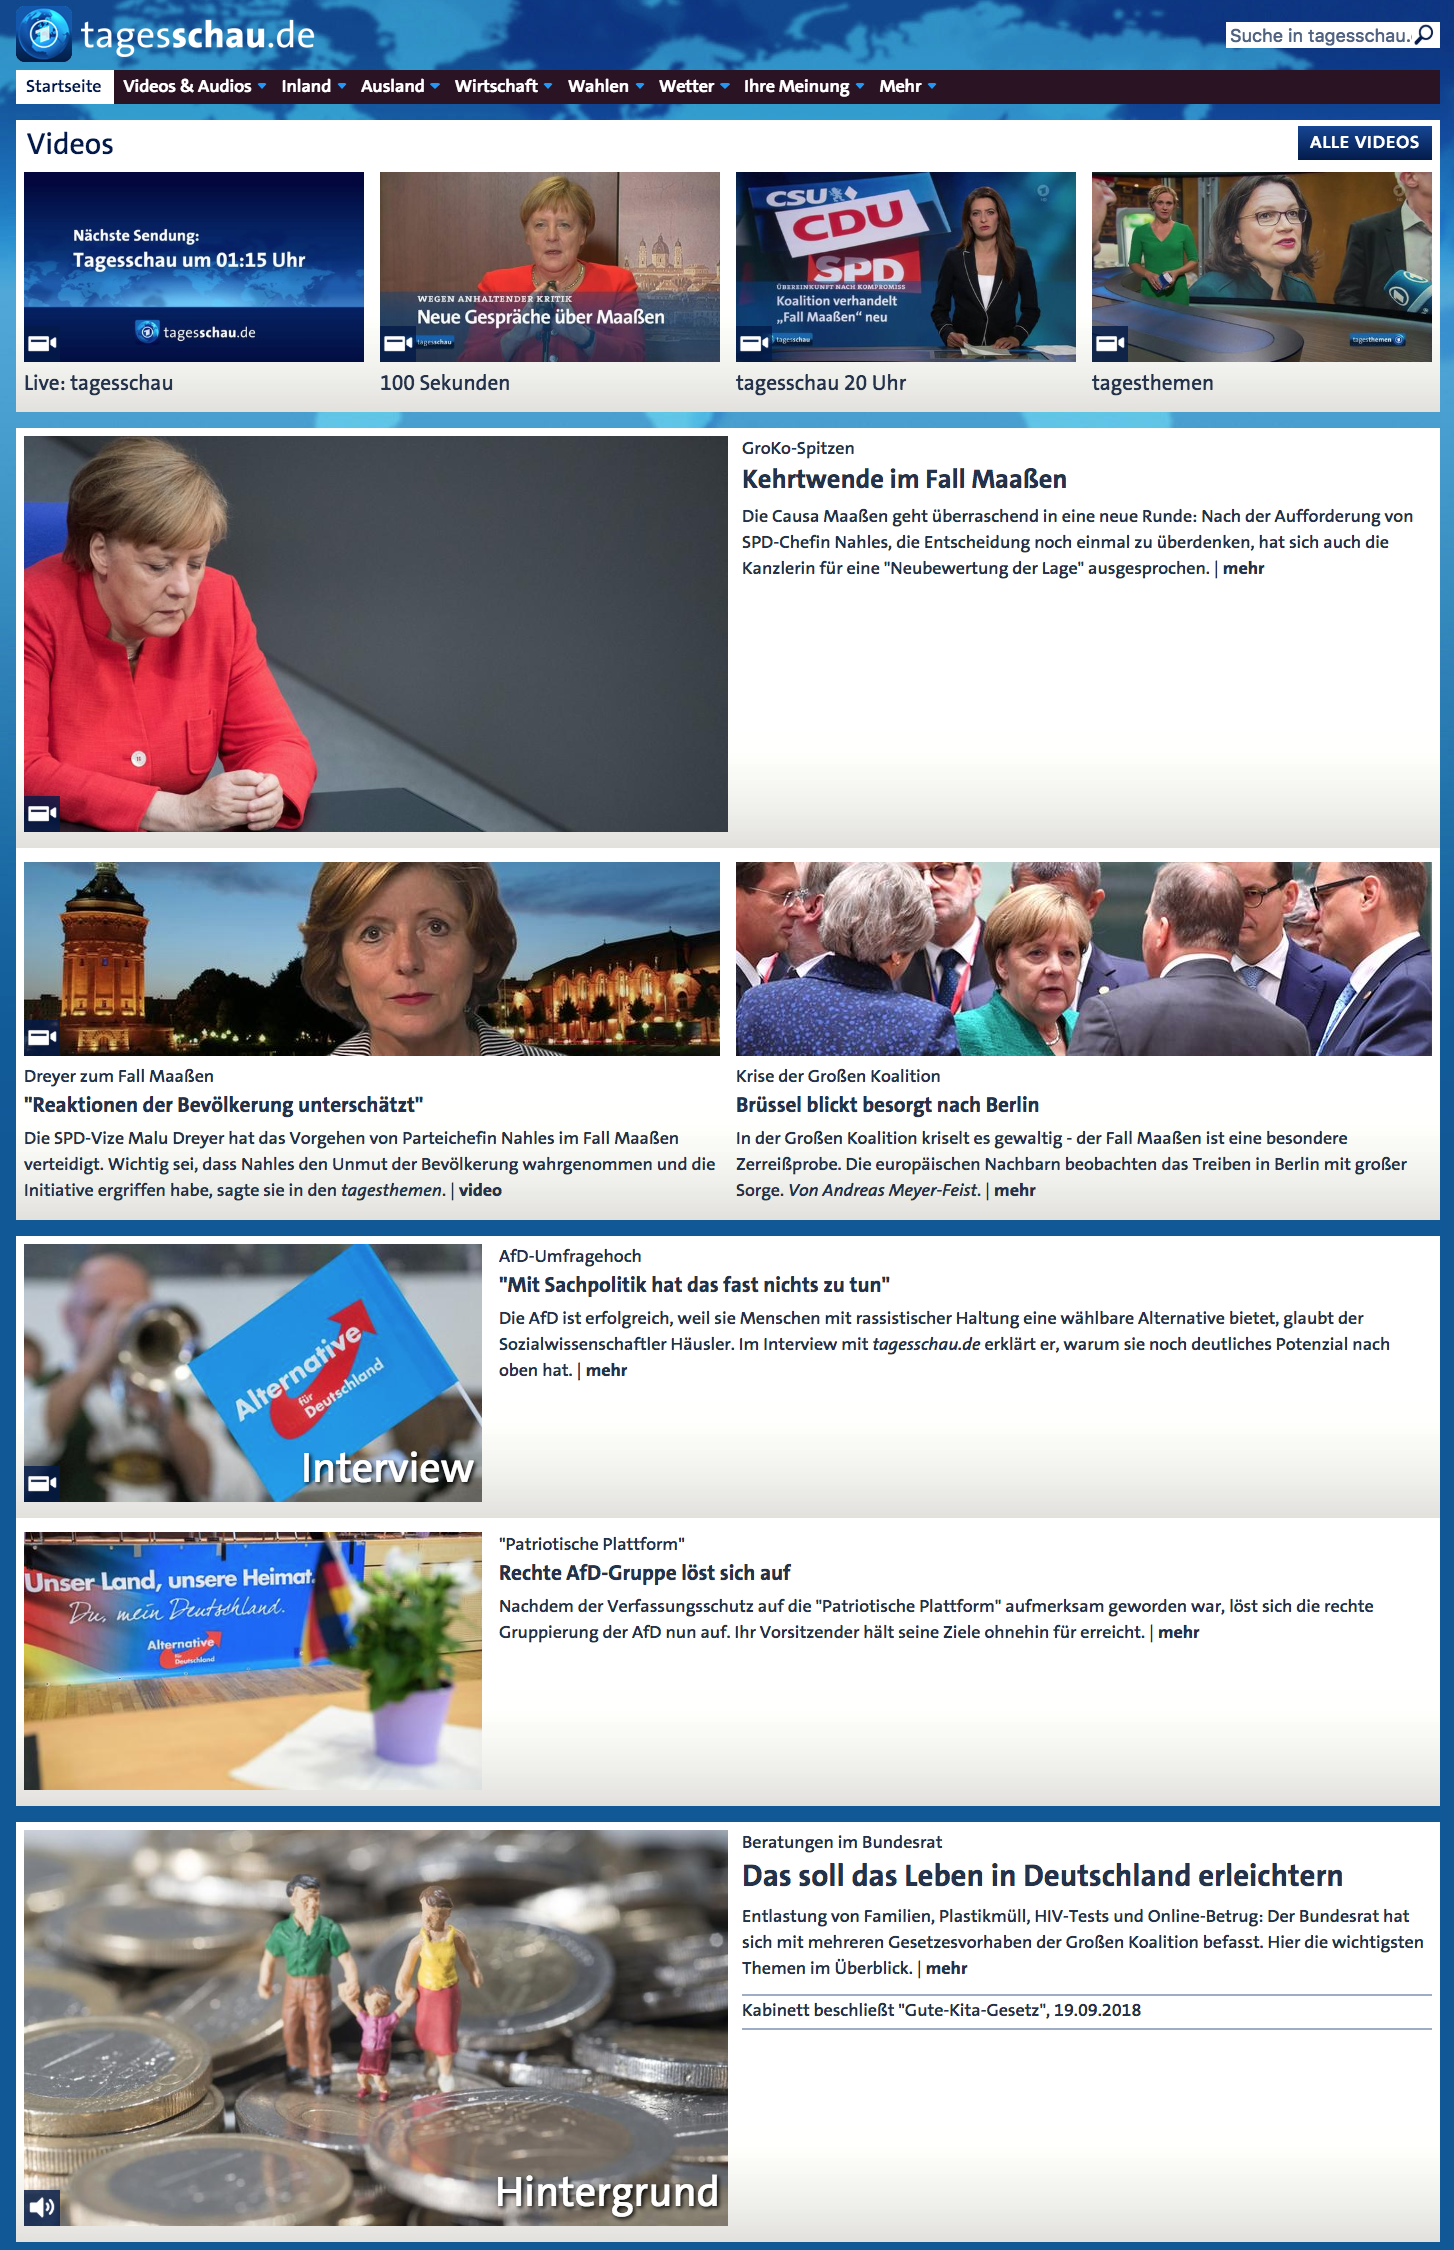 tagesschau.de
Suche in tagesschau.
Startseite
Videos & Audios
Inland
Ausland
Wirtschaft
Wahlen
Wetter
Ihre Meinung
Mehr
Videos
ALLE VIDEOS
Nächste Sendung:
Tagesschau um 01:15 Uhr
tagesschau.de
WEGEN ANHALTENDER KRITIK
Neue Gespräche über Maaßen
tagesschau
CSU
CDU
SPD
ÜBEREINKUNFT NACH KOMPROMISS
Koalition verhandelt
„Fall Maaßen“ neu
tagesschau
tagesthemen
Live: tagesschau
100 Sekunden
tagesschau 20 Uhr
tagesthemen
GroKo-Spitzen
Kehrtwende im Fall Maaßen
Die Causa Maaßen geht überraschend in eine neue Runde: Nach der Aufforderung von
SPD-Chefin Nahles, die Entscheidung noch einmal zu überdenken, hat sich auch die
Kanzlerin für eine "Neubewertung der Lage" ausgesprochen. | mehr
Dreyer zum Fall Maaßen
"Reaktionen der Bevölkerung unterschätzt"
Die SPD-Vize Malu Dreyer hat das Vorgehen von Parteichefin Nahles im Fall Maaßen
verteidigt. Wichtig sei, dass Nahles den Unmut der Bevölkerung wahrgenommen und die
Initiative ergriffen habe, sagte sie in den tagesthemen. | video
Krise der Großen Koalition
Brüssel blickt besorgt nach Berlin
In der Großen Koalition kriselt es gewaltig - der Fall Maaßen ist eine besondere
Zerreißprobe. Die europäischen Nachbarn beobachten das Treiben in Berlin mit großer
Sorge. Von Andreas Meyer-Feist. | mehr
Alternative
für
Deutschland
Interview
AfD-Umfragehoch
"Mit Sachpolitik hat das fast nichts zu tun"
Die AfD ist erfolgreich, weil sie Menschen mit rassistischer Haltung eine wählbare Alternative bietet, glaubt der
Sozialwissenschaftler Häusler. Im Interview mit tagesschau.de erklärt er, warum sie noch deutliches Potenzial nach
oben hat. | mehr
Unser Land, unsere Heimat.
Du, mein Deutschland.
Alternative
für
Deutschland
"Patriotische Plattform"
Rechte AfD-Gruppe löst sich auf
Nachdem der Verfassungsschutz auf die "Patriotische Plattform" aufmerksam geworden war, löst sich die rechte
Gruppierung der AfD nun auf. Ihr Vorsitzender hält seine Ziele ohnehin für erreicht. | mehr
Hintergrund
Beratungen im Bundesrat
Das soll das Leben in Deutschland erleichtern
Entlastung von Familien, Plastikmüll, HIV-Tests und Online-Betrug: Der Bundesrat hat
sich mit mehreren Gesetzesvorhaben der Großen Koalition befasst. Hier die wichtigsten
Themen im Überblick. | mehr
Kabinett beschließt "Gute-Kita-Gesetz", 19.09.2018